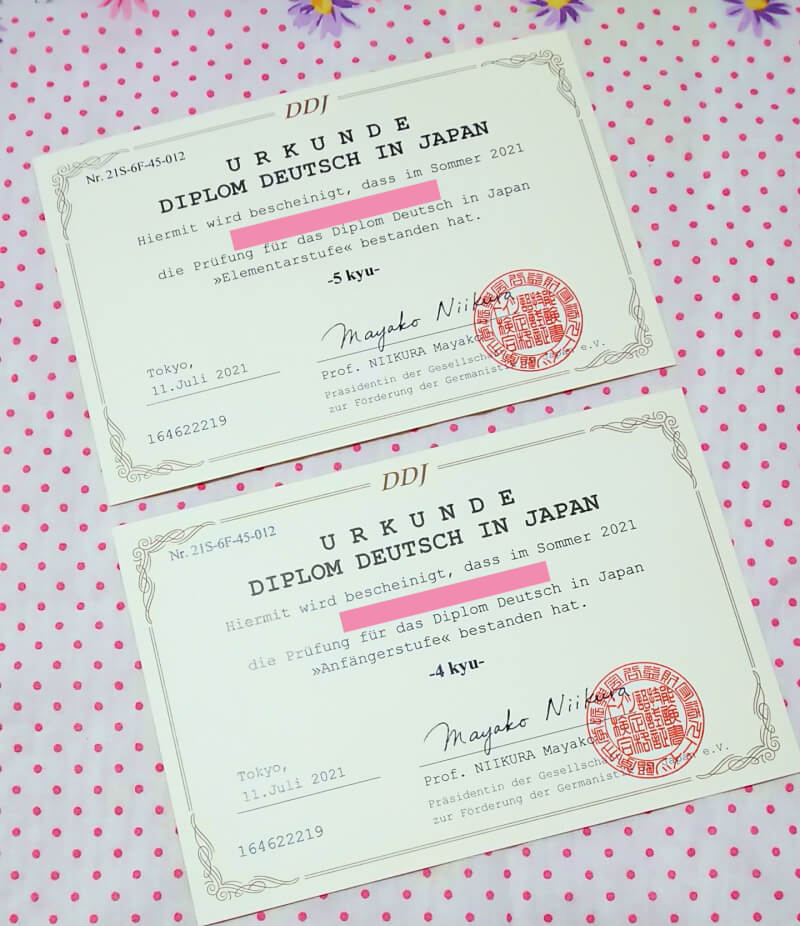 DDJ
Nr. 21S-6F-45-012
URKUNDE
DIPLOM DEUTSCH IN JAPAN
Hiermit wird bescheinigt, dass im Sommer 2021
die Prüfung für das Diplom Deutsch in Japan
»Elementarstufe« bestanden hat.
-5 kyu-
Mayako Niikura
Tokyo,
11.Juli 2021
Prof. NIIKURA Mayako
Präsidentin der Gesellschaft
zur Förderung der Germanistik Japan e.V.
164622219
DDJ
Nr. 21S-6F-45-012
URKUNDE
DIPLOM DEUTSCH IN JAPAN
Hiermit wird bescheinigt, dass im Sommer 2021
die Prüfung für das Diplom Deutsch in Japan
»Anfängerstufe« bestanden hat.
-4 kyu-
Mayako Niikura
Tokyo,
11.Juli 2021
Prof. NIIKURA Mayako
Präsidentin der Gesellschaft
zur Förderung der Germanistik Japan e.V.
164622219